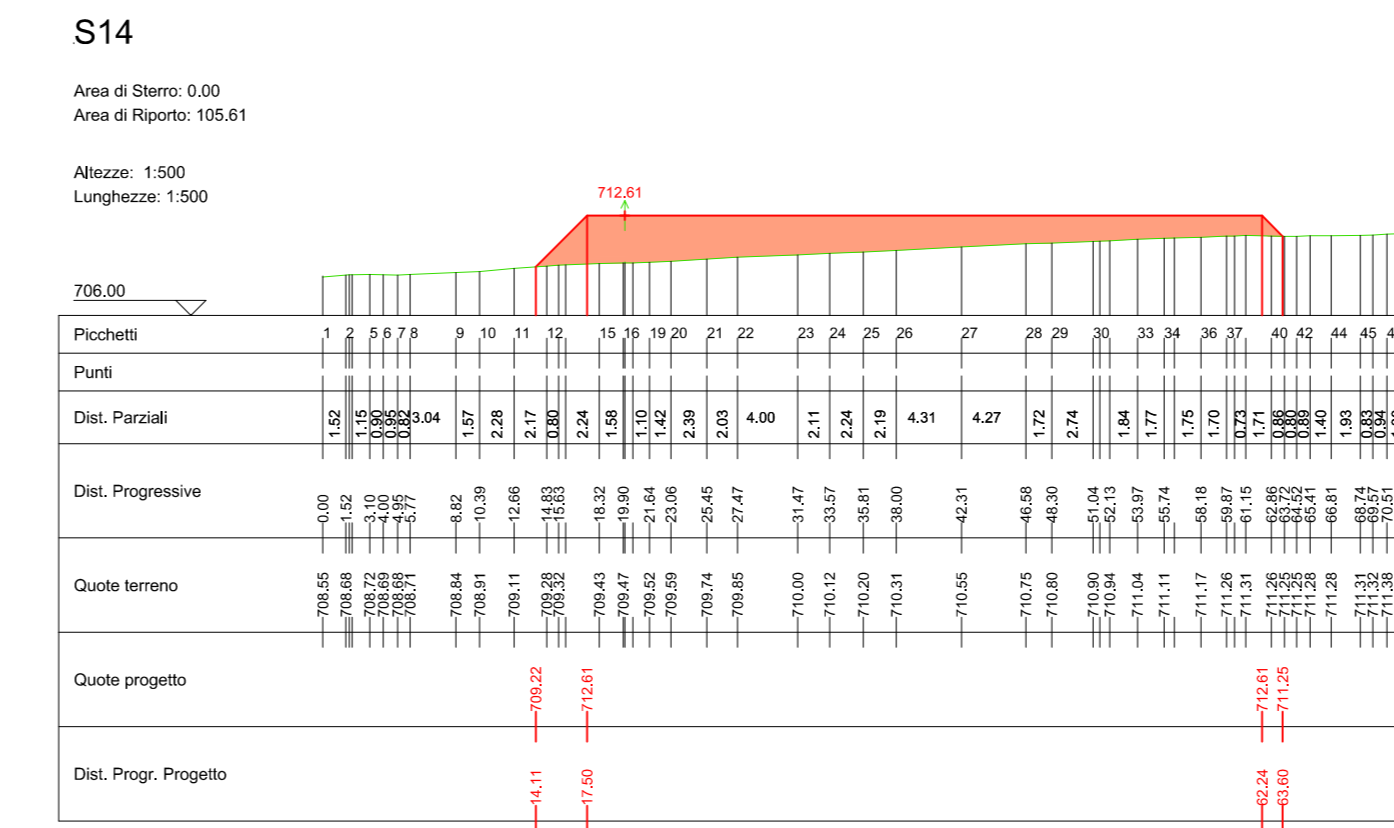 S14
Area di Sterro: 0.00
Area di Riporto: 105.61
Altezze: 1:500
Lunghezze: 1:500
712.61
706.00
Picchetti 1 2 5 6 7 8 9 10 11 12 15 16 19 20 21 22 23 24 25 26 27 28 29 30 33 34 36 37 40 42 44 45
Punti
Dist. Parziali 1.52 1.15 0.90 0.95 0.82 3.04 1.57 2.28 2.17 0.80 2.24 1.58 1.10 1.42 2.39 2.03 4.00 2.11 2.24 2.19 4.31 4.27 1.72 2.74 1.84 1.77 1.75 1.70 0.73 1.71 0.86 0.80 0.89 1.40 1.93 0.83 0.94
Dist. Progressive 0.00 1.52 3.10 4.00 4.95 5.77 8.82 10.39 12.66 14.83 15.63 18.32 19.90 21.64 23.06 25.45 27.47 31.47 33.57 35.81 38.00 42.31 46.58 48.30 51.04 52.13 53.97 55.74 58.18 59.87 61.15 62.86 63.72 64.52 65.41 66.81 68.74 69.57 70.51
Quote terreno 708.55 708.68 708.72 708.69 708.68 708.71 708.84 708.91 709.11 709.28 709.32 709.43 709.47 709.52 709.59 709.74 709.85 710.00 710.12 710.20 710.31 710.55 710.75 710.80 710.90 710.94 711.04 711.11 711.17 711.26 711.31 711.26 711.25 711.25 711.28 711.28 711.31 711.32 711.38
Quote progetto 709.22 712.61 712.61 711.25
Dist. Progr. Progetto 14.11 17.50 62.24 63.60